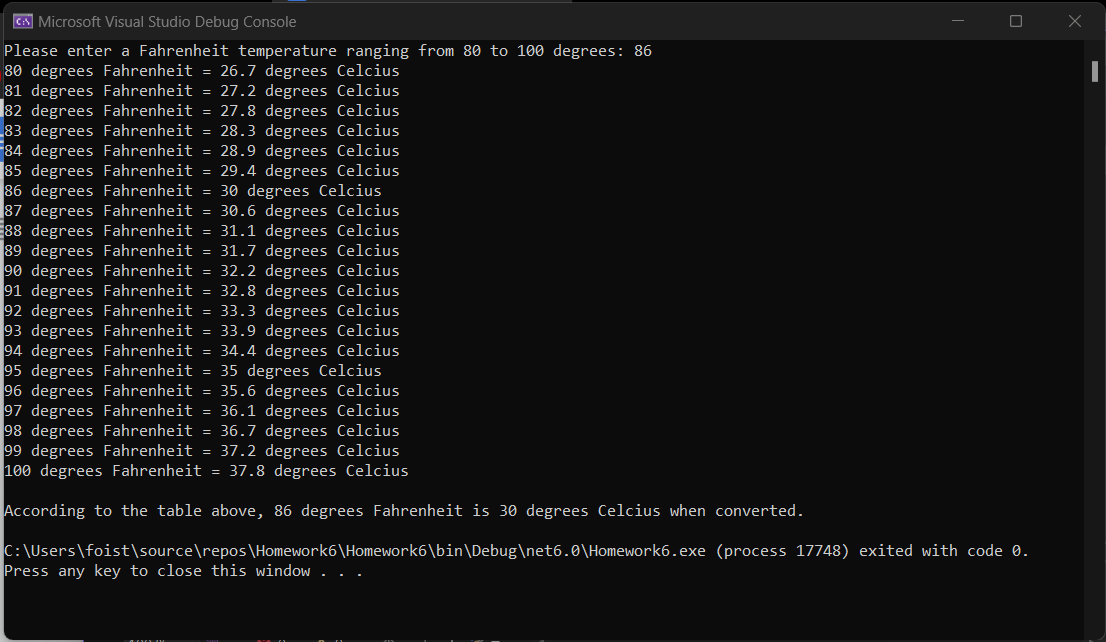 Microsoft Visual Studio Debug Console
Please enter a Fahrenheit temperature ranging from 80 to 100 degrees: 86
80 degrees Fahrenheit = 26.7 degrees Celcius
81 degrees Fahrenheit = 27.2 degrees Celcius
82 degrees Fahrenheit = 27.8 degrees Celcius
83 degrees Fahrenheit = 28.3 degrees Celcius
84 degrees Fahrenheit = 28.9 degrees Celcius
85 degrees Fahrenheit = 29.4 degrees Celcius
86 degrees Fahrenheit = 30 degrees Celcius
87 degrees Fahrenheit = 30.6 degrees Celcius
88 degrees Fahrenheit = 31.1 degrees Celcius
89 degrees Fahrenheit = 31.7 degrees Celcius
90 degrees Fahrenheit = 32.2 degrees Celcius
91 degrees Fahrenheit = 32.8 degrees Celcius
92 degrees Fahrenheit = 33.3 degrees Celcius
93 degrees Fahrenheit = 33.9 degrees Celcius
94 degrees Fahrenheit = 34.4 degrees Celcius
95 degrees Fahrenheit = 35 degrees Celcius
96 degrees Fahrenheit = 35.6 degrees Celcius
97 degrees Fahrenheit = 36.1 degrees Celcius
98 degrees Fahrenheit = 36.7 degrees Celcius
99 degrees Fahrenheit = 37.2 degrees Celcius
100 degrees Fahrenheit = 37.8 degrees Celcius
According to the table above, 86 degrees Fahrenheit is 30 degrees Celcius when converted.
C:\Users\foist\source\repos\Homework6\Homework6\bin\Debug\net6.0\Homework6.exe (process 17748) exited with code 0.
Press any key to close this window . . .